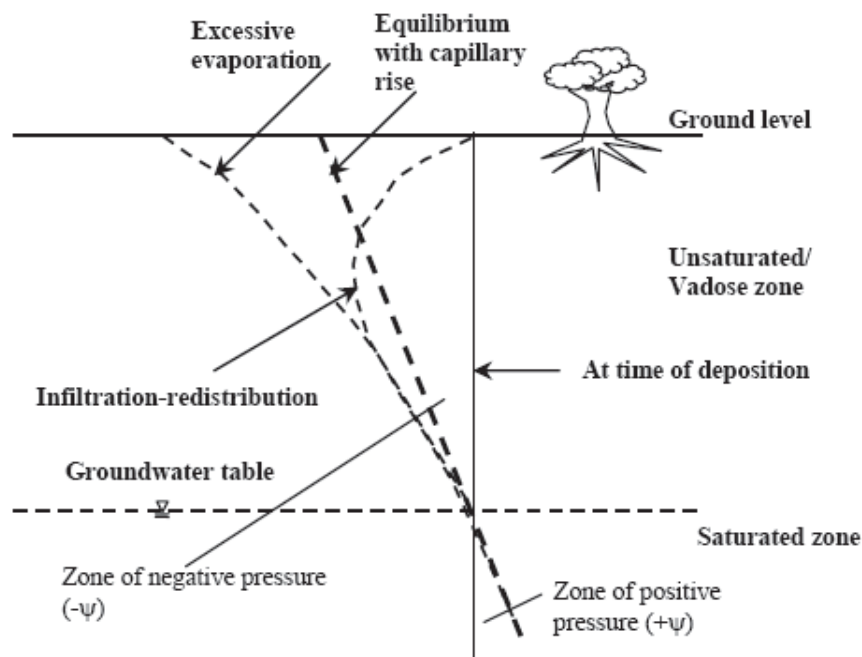 Excessive
evaporation
Equilibrium
with capillary
rise
Ground level
Unsaturated/
Vadose zone
At time of deposition
Infiltration-redistribution
Groundwater table
Saturated zone
Zone of negative pressure
(-ψ)
Zone of positive
pressure (+ψ)